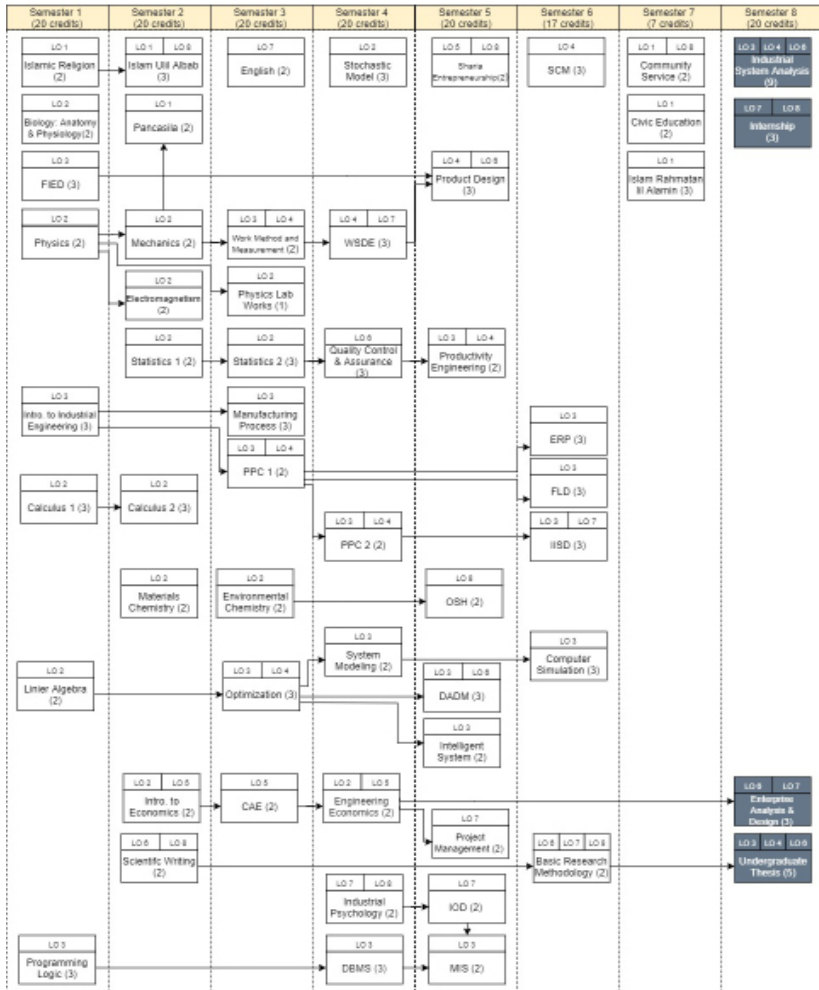 Semester 1 Semester 2 Semester 3 Semester 4 Semester 5 Semester 6 Semester 7 Semester 8
(20 credits) (20 credits) (20 credits) (20 credits) (20 credits) (17 credits) (7 credits) (20 credits)
LO 1
Islamic Religion
(2)
LO 1 LO 8
Islam Ulil Albab
(3)
LO 7
English (2)
LO 2
Stochastic
Model (3)
LO 5 LO 8
Sharia
Entrepreneurship(2)
LO 4
SCM (3)
LO 1 LO 8
Community
Service (2)
LO 3 LO 4 LO 6
Industrial
System Analysis
(9)
LO 2
Biology: Anatomy
& Physiology(2)
LO 1
Pancasila (2)
LO 1
Civic Education
(2)
LO 7 LO 8
Internship
(3)
LO 3
FIED (3)
LO 4 LO 6
Product Design
(3)
LO 1
Islam Rahmatan
lil Alamin (3)
LO 2
Physics (2)
LO 2
Mechanics (2)
LO 3 LO 4
Work Method and
Measurement (2)
LO 4 LO 7
WSDE (3)
LO 2
Electromagnetism
(2)
LO 2
Physics Lab
Works (1)
LO 2
Statistics 1 (2)
LO 2
Statistics 2 (3)
LO 6
Quality Control
& Assurance
(3)
LO 3 LO 4
Productivity
Engineering (2)
LO 3
Intro. to Industrial
Engineering (3)
LO 3
Manufacturing
Process (3)
LO 3
ERP (3)
LO 3 LO 4
PPC 1 (2)
LO 3
FLD (3)
LO 2
Calculus 1 (3)
LO 2
Calculus 2 (3)
LO 3 LO 4
PPC 2 (2)
LO 3 LO 7
IISD (3)
LO 2
Materials
Chemistry (2)
LO 2
Environmental
Chemistry (2)
LO 8
OSH (2)
LO 3
System
Modeling (2)
LO 3
Computer
Simulation (3)
LO 2
Linier Algebra
(2)
LO 3 LO 4
Optimization (3)
LO 3 LO 6
DADM (3)
LO 3
Intelligent
System (2)
LO 2 LO 5
Intro. to
Economics (2)
LO 5
CAE (2)
LO 2 LO 5
Engineering
Economics (2)
LO 6 LO 7
Enterprise
Analysis &
Design (3)
LO 7
Project
Management (2)
LO 6 LO 8
Scientifc Writing
(2)
LO 6 LO 7 LO 8
Basic Research
Methodology (2)
LO 3 LO 4 LO 6
Undergraduate
Thesis (5)
LO 7 LO 8
Industrial
Psychology (2)
LO 7
IOD (2)
LO 3
Programming
Logic (3)
LO 3
DBMS (3)
LO 3
MIS (2)